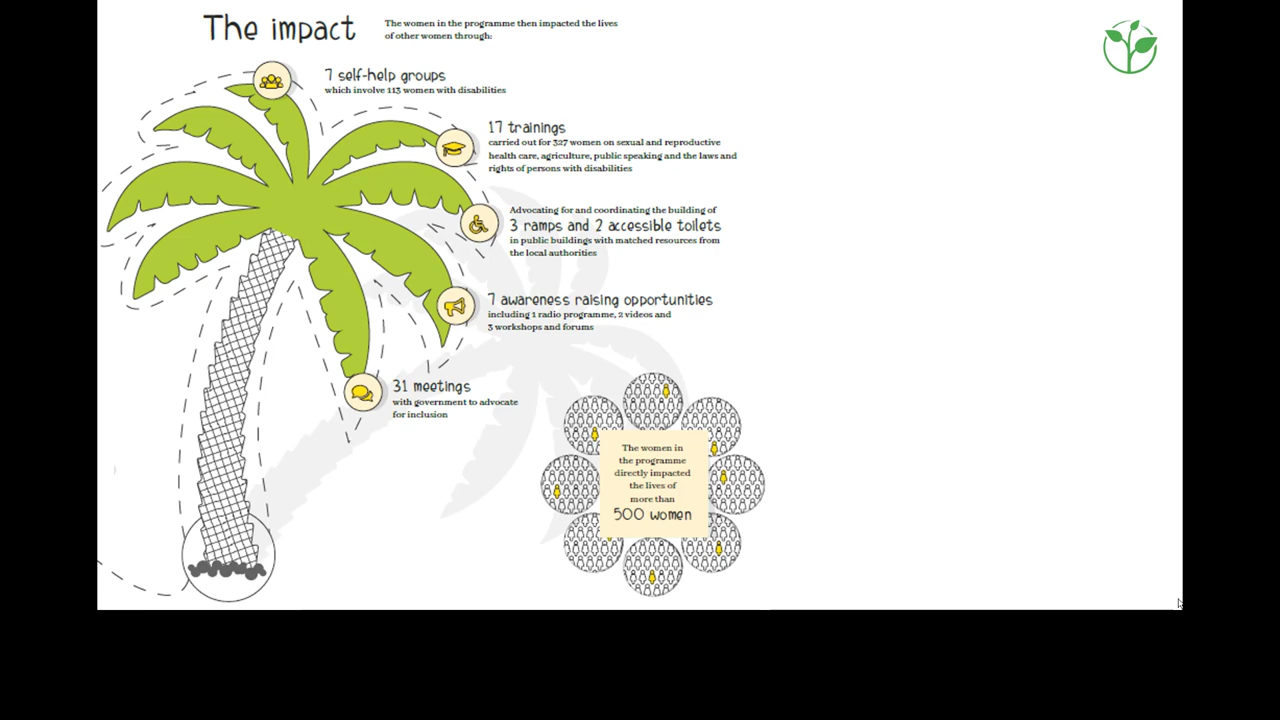 The impact
The women in the programme then impacted the lives
of other women through:
7 self-help groups
which involve 113 women with disabilities
17 trainings
carried out for 327 women on sexual and reproductive
health care, agriculture, public speaking and the laws and
rights of persons with disabilities
Advocating for and coordinating the building of
3 ramps and 2 accessible toilets
in public buildings with matched resources from
the local authorities
7 awareness raising opportunities
including 1 radio programme, 2 videos and
3 workshops and forums
31 meetings
with government to advocate
for inclusion
The women in
the programme
directly impacted
the lives of
more than
500 women